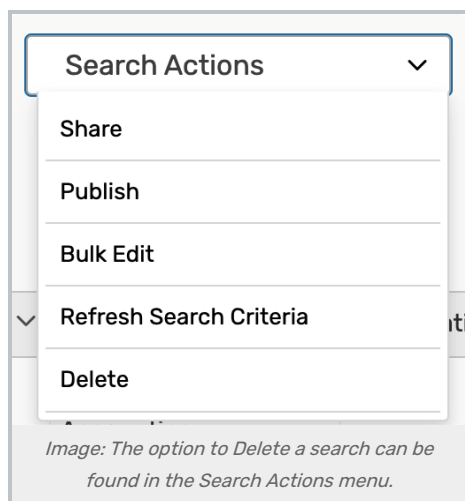 Search Actions
Share
Publish
Bulk Edit
Refresh Search Criteria
Delete
Image: The option to Delete a search can be
found in the Search Actions menu.